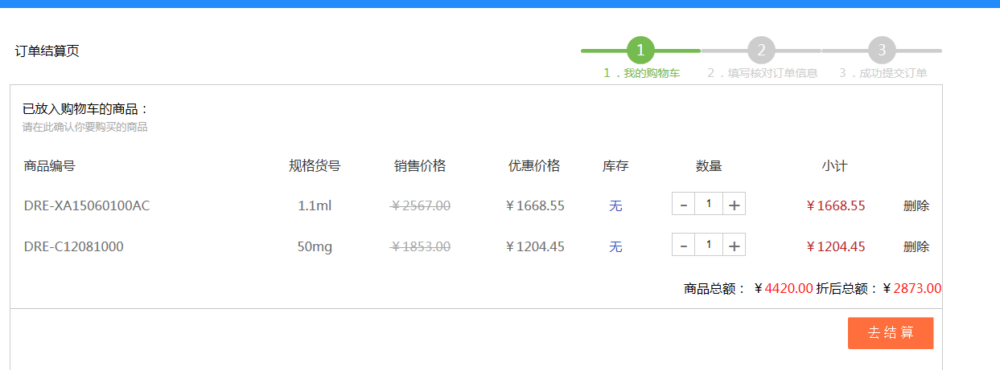 订单结算页
1 2 3
1．我的购物车 2．填写核对订单信息 3．成功提交订单
已放入购物车的商品：
请在此确认你要购买的商品
商品编号 规格货号 销售价格 优惠价格 库存 数量 小计
DRE-XA15060100AC 1.1ml ￥2567.00 ￥1668.55 无 - 1 + ￥1668.55 删除
DRE-C12081000 50mg ￥1853.00 ￥1204.45 无 - 1 + ￥1204.45 删除
商品总额： ￥4420.00 折后总额：￥2873.00
去结算